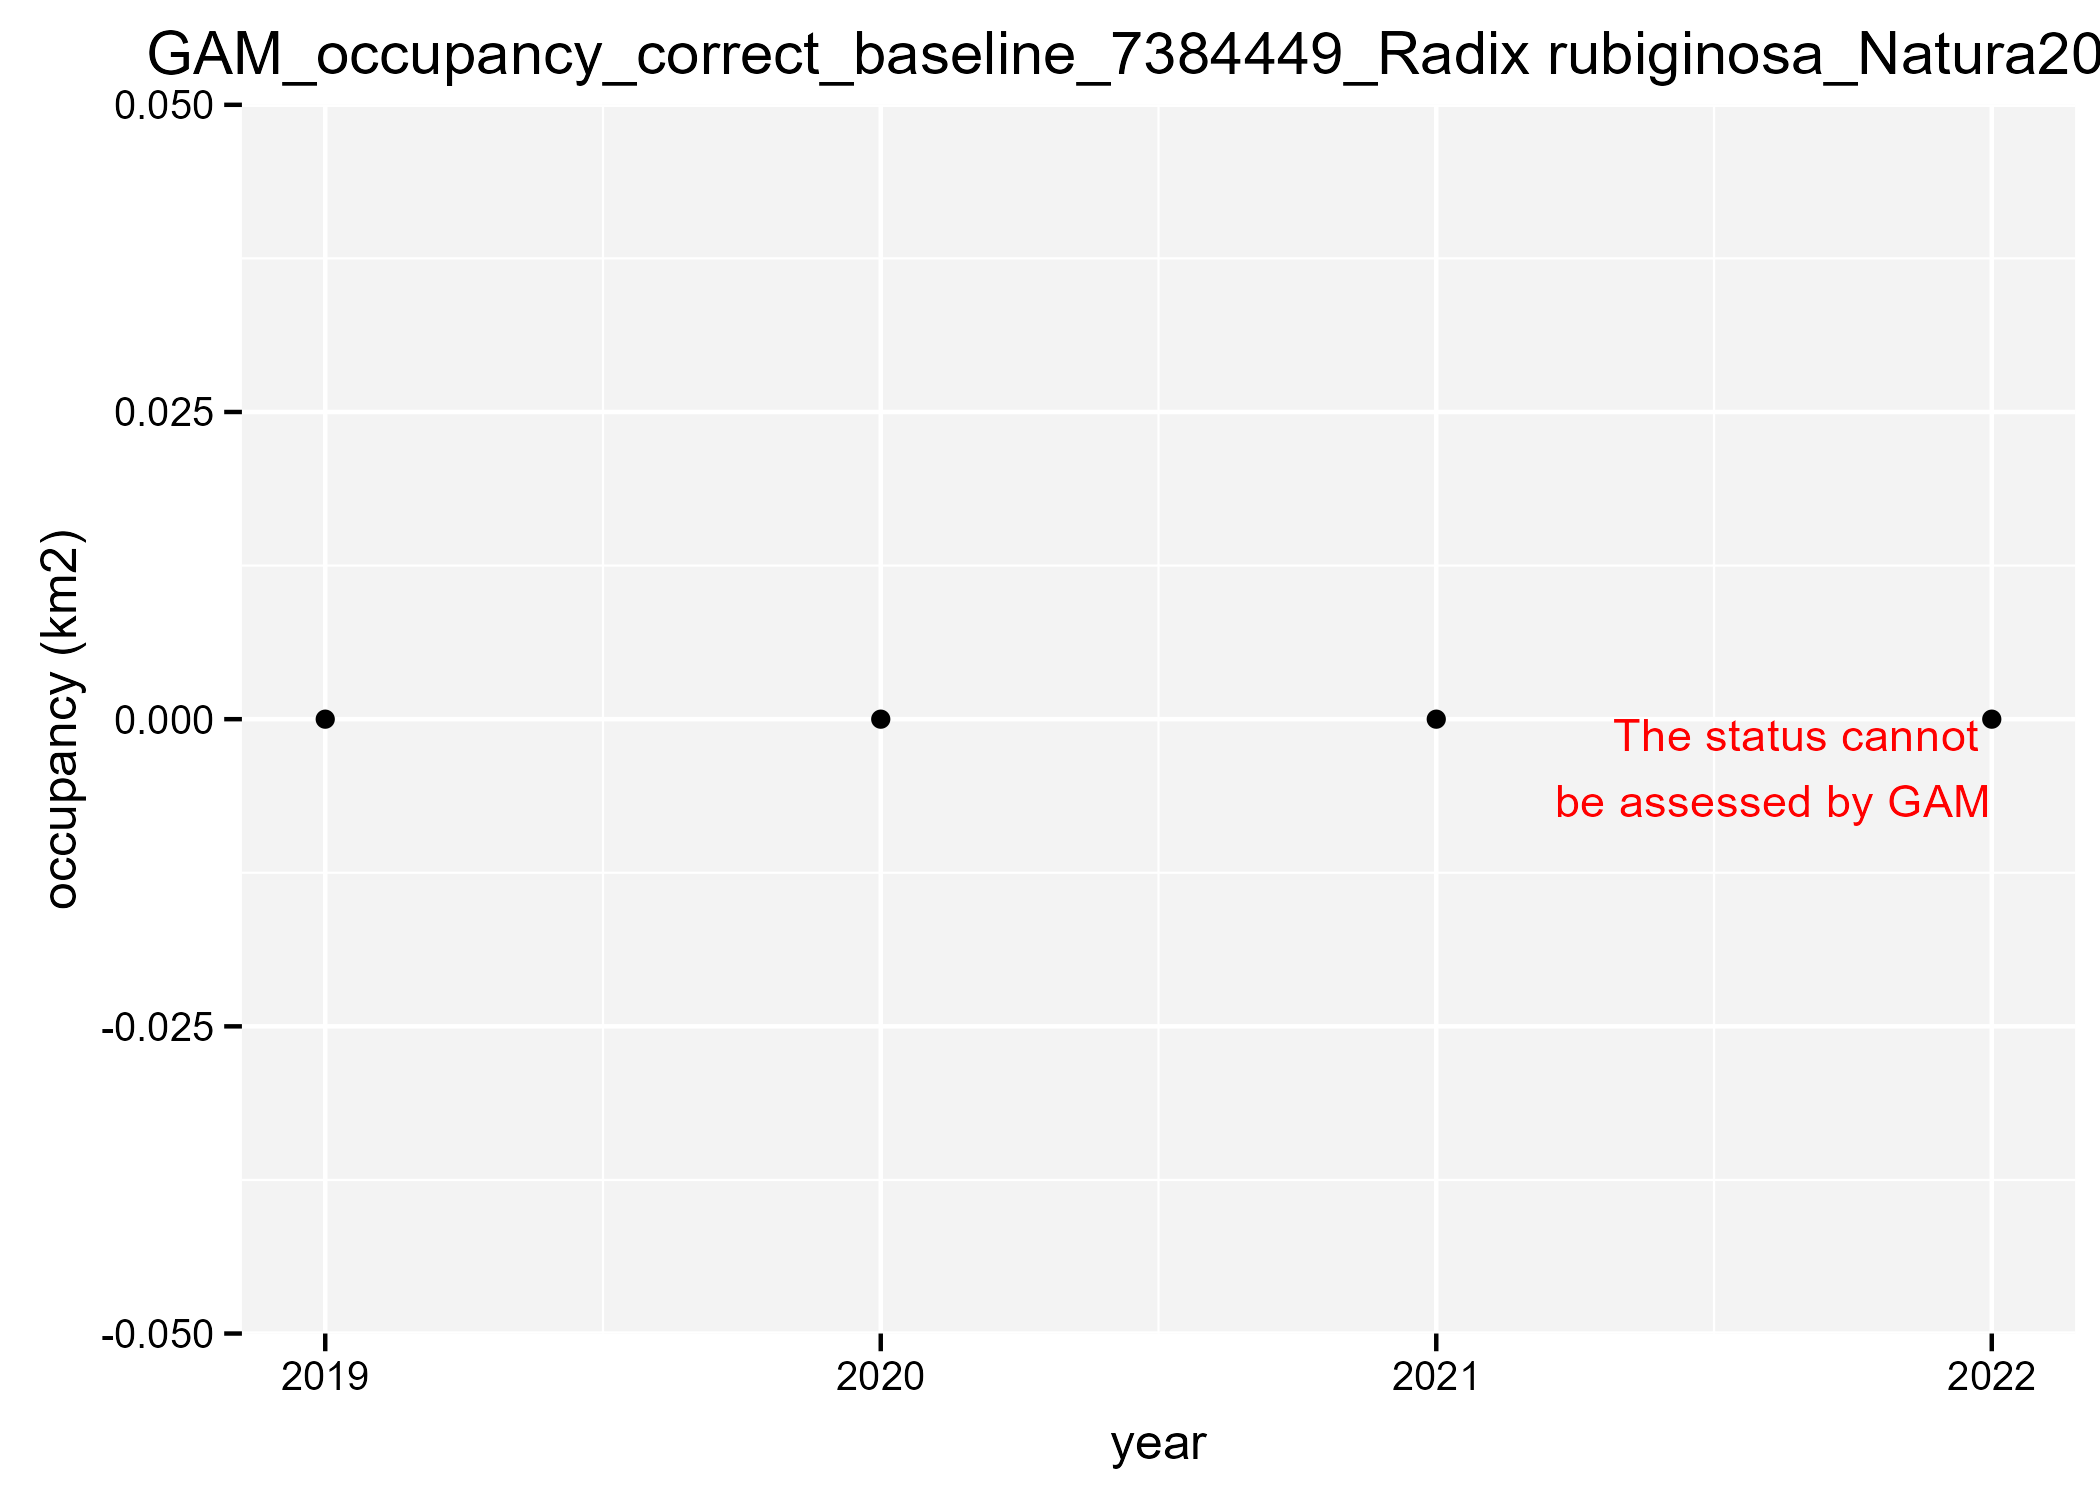 GAM_occupancy_correct_baseline_7384449_Radix rubiginosa_Natura20
0.050
0.025
0.000
-0.025
-0.050
occupancy (km2)
The status cannot
be assessed by GAM
2019 2020 2021 2022
year